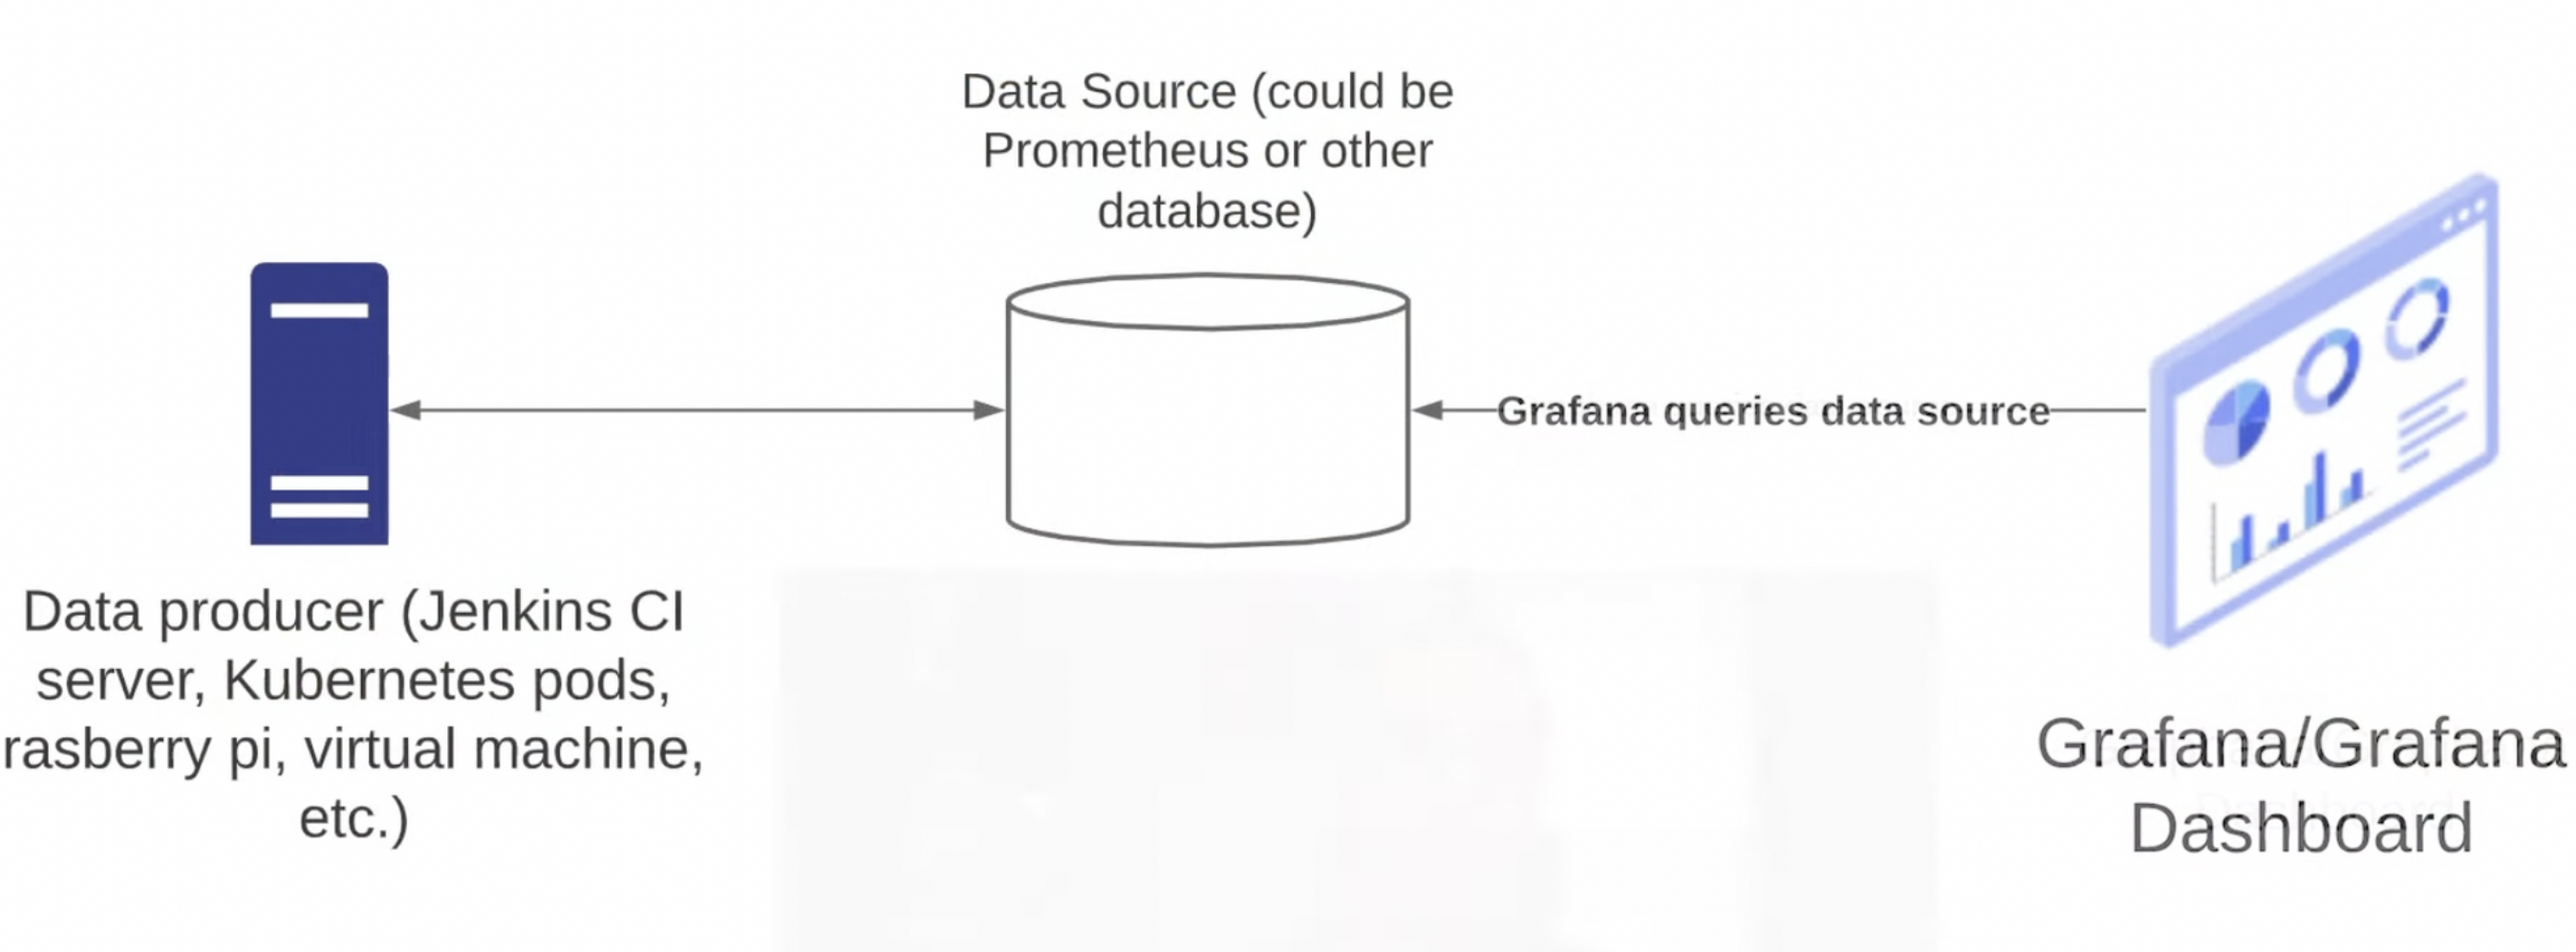 Data Source (could be
Prometheus or other
database)
Grafana queries data source
Data producer (Jenkins CI
server, Kubernetes pods,
rasberry pi, virtual machine,
etc.)
Grafana/Grafana
Dashboard